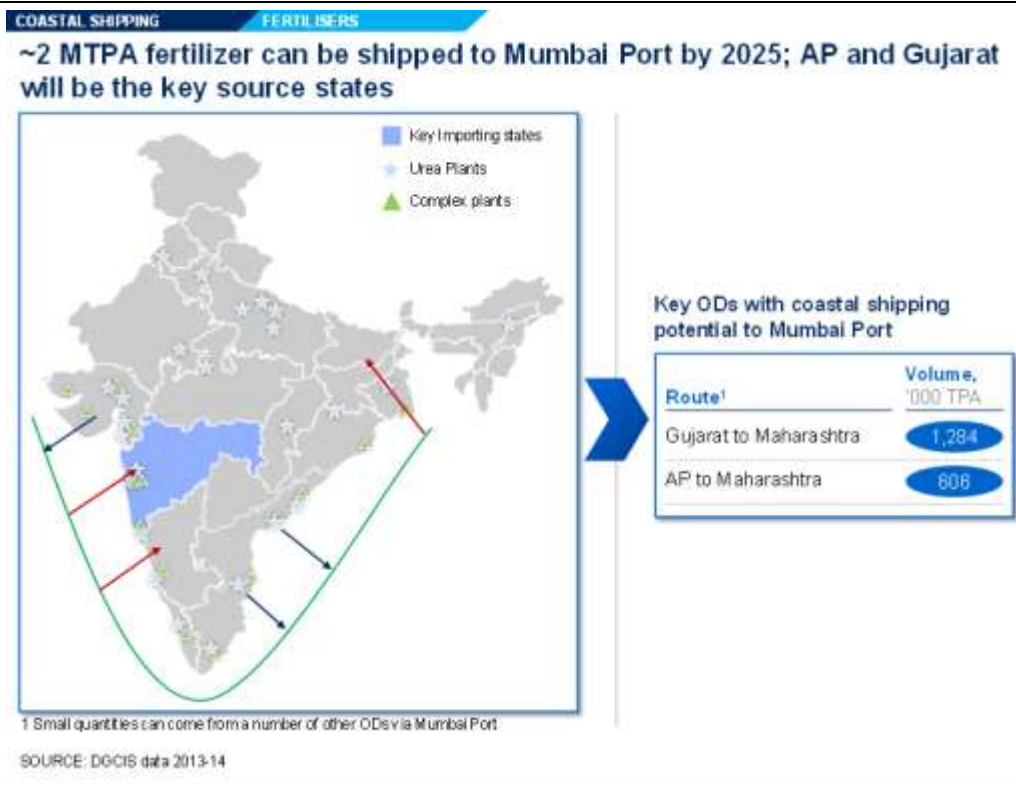 COASTAL SHIPPING
FERTILISERS
~2 MTPA fertilizer can be shipped to Mumbai Port by 2025; AP and Gujarat
will be the key source states
Key Importing states
Urea Plants
Complex plants
Key ODs with coastal shipping
potential to Mumbai Port
Volume,
Route¹ '000 TPA
Gujarat to Maharashtra 1,284
AP to Maharashtra 606
1 Small quantities can come from a number of other ODs via Mumbai Port
SOURCE: DGCIS data 2013-14